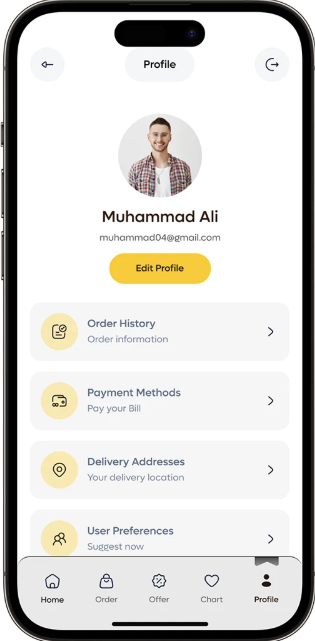 Profile
Muhammad Ali
muhammad04@gmail.com
Edit Profile
Order History
Order information
Payment Methods
Pay your Bill
Delivery Addresses
Your delivery location
User Preferences
Suggest now
Home
Order
Offer
Chart
Profile